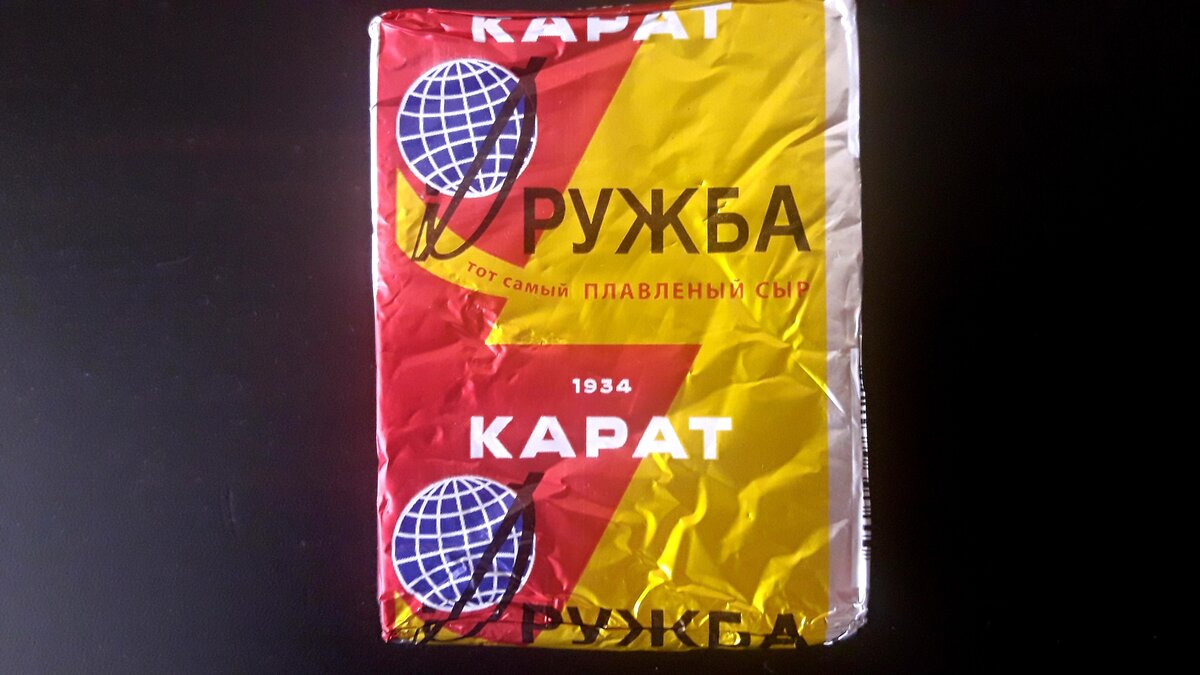 КАРАТ
ДРУЖБА
тот самый ПЛАВЛЕНЫЙ СЫР
1934
КАРАТ
ДРУЖБА